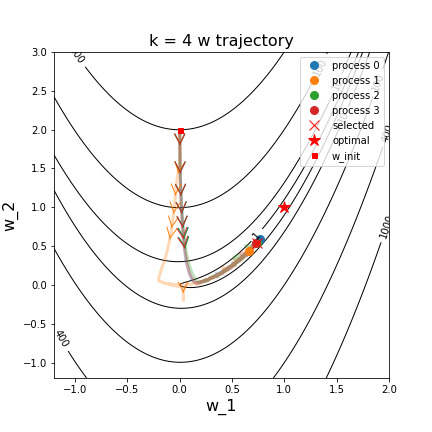 k = 4 w trajectory
w_2
3.0
2.5
2.0
1.5
1.0
0.5
0.0
−0.5
−1.0
process 0
process 1
process 2
process 3
selected
optimal
w_init
1000
400
−1.0
−0.5
0.0
0.5
1.0
1.5
2.0
w_1